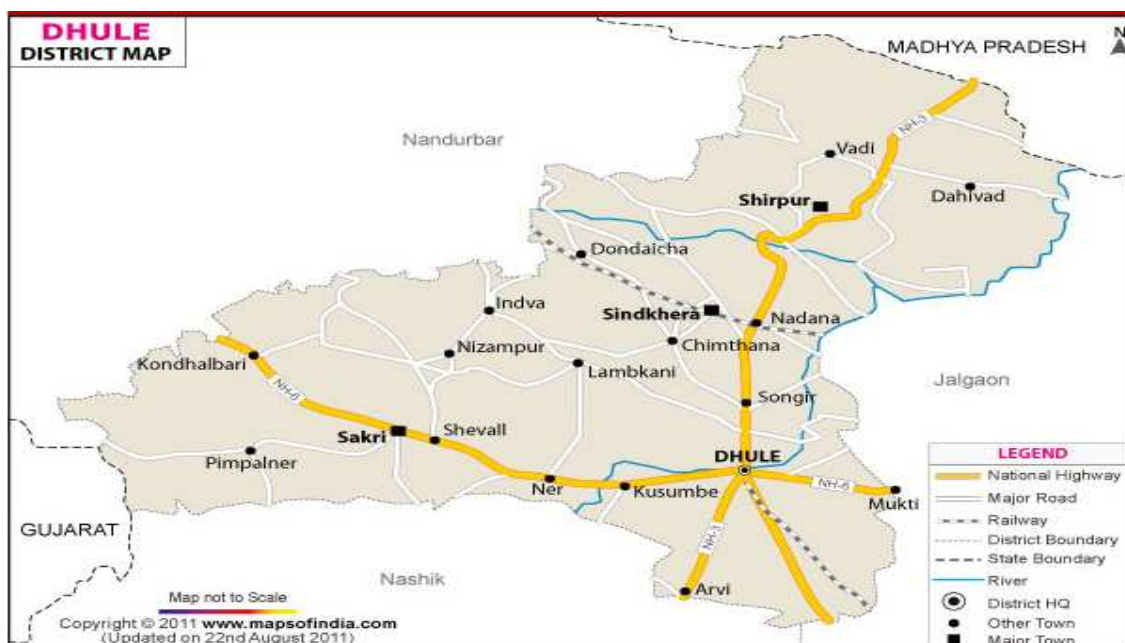 DHULE
DISTRICT MAP
MADHYA PRADESH
N
Nandurbar
NH-3
Vadi
Shirpur
Dahivad
Dondaicha
Indva
Sindkhera
Nadana
Nizampur
Chimthana
Kondhalbari
Lambkani
Jalgaon
NH-6
Songir
Sakri
Shevall
Pimpalner
DHULE
Ner
Kusumbe
NH-6
Mukti
GUJARAT
NH-3
Nashik
Arvi
LEGEND
National Highway
Major Road
Railway
District Boundary
State Boundary
River
District HQ
Other Town
Major Town
Map not to Scale
Copyright © 2011 www.mapsofindia.com
(Updated on 22nd August 2011)